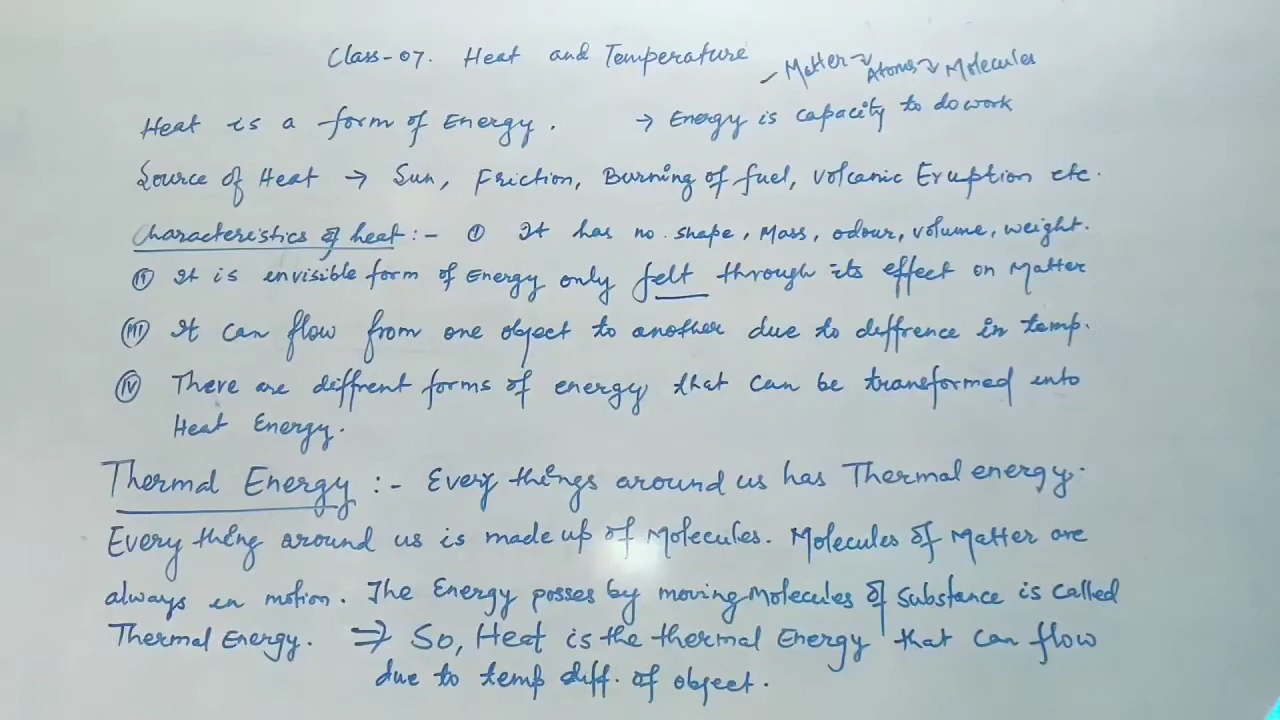 Class-07. Heat and Temperature
✓ Matter → Atoms → Molecules
Heat is a form of Energy. → Energy is capacity to do work
Source of Heat → Sun, Friction, Burning of fuel, Volcanic Eruption etc.
Characteristics of heat :- (I) It has no shape, Mass, odour, volume, weight.
(II) It is envisible form of Energy only felt through its effect on Matter
(III) It can flow from one object to another due to diffrence in temp.
(IV) There are diffrent forms of energy that can be transformed into
Heat Energy.
Thermal Energy :- Every things around us has Thermal energy.
Every thing around us is made up of Molecules. Molecules of Matter are
always in motion. The Energy posses by moving Molecules of Substance is called
Thermal Energy. ⇒ So, Heat is the thermal Energy that can flow
due to temp diff. of object.